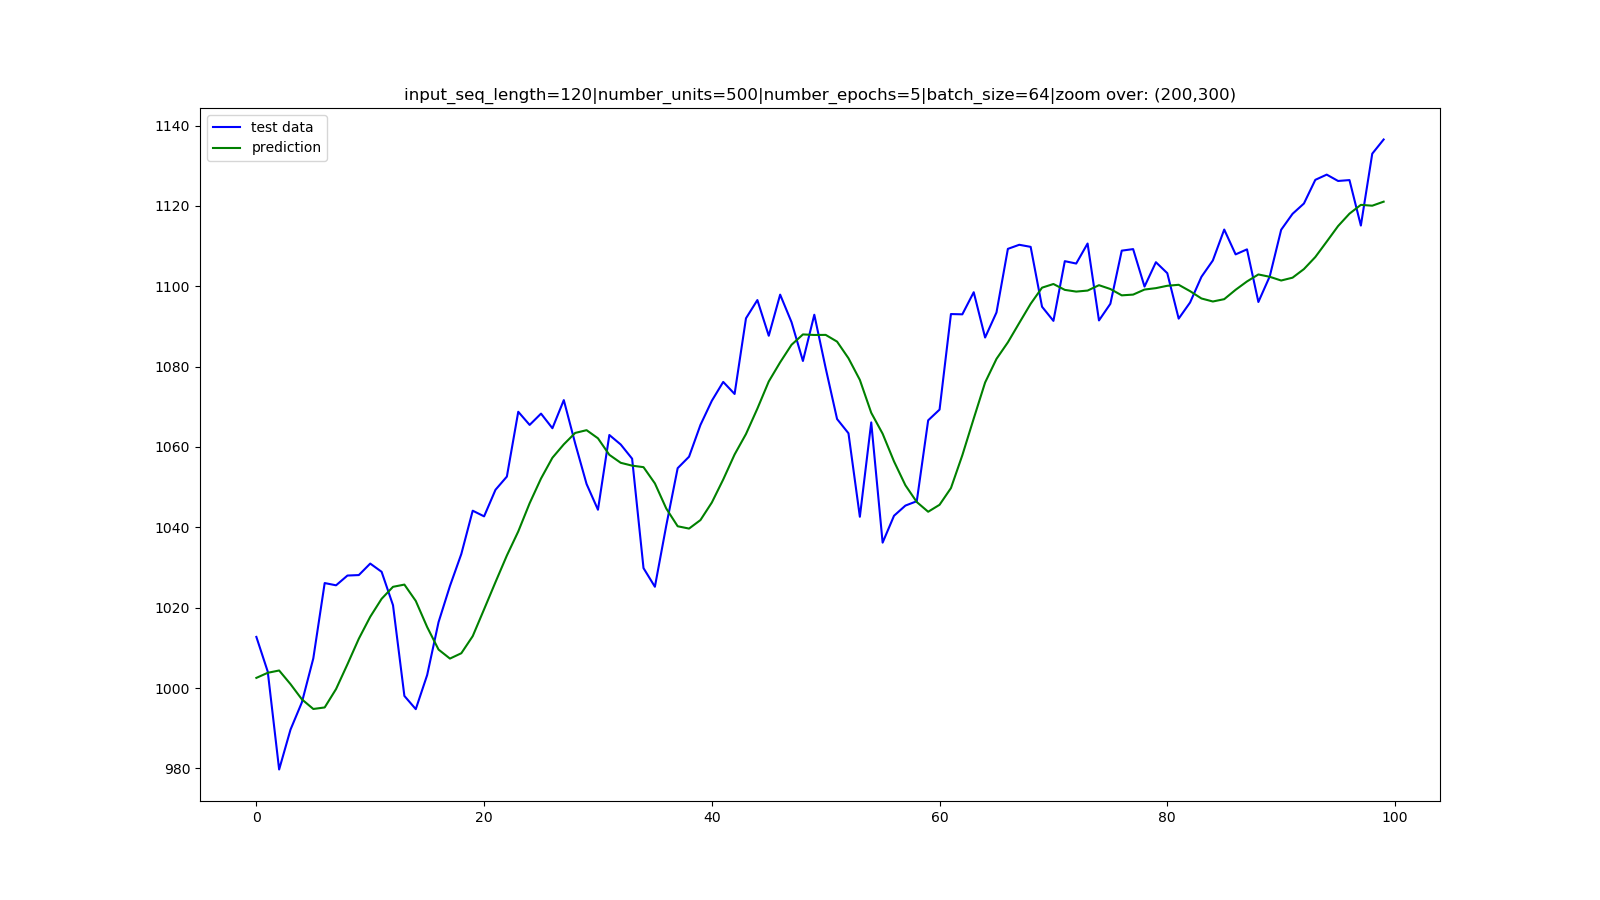 input_seq_length=120|number_units=500|number_epochs=5|batch_size=64|zoom over: (200,300)
test data
prediction
1140
1120
1100
1080
1060
1040
1020
1000
980
0 20 40 60 80 100